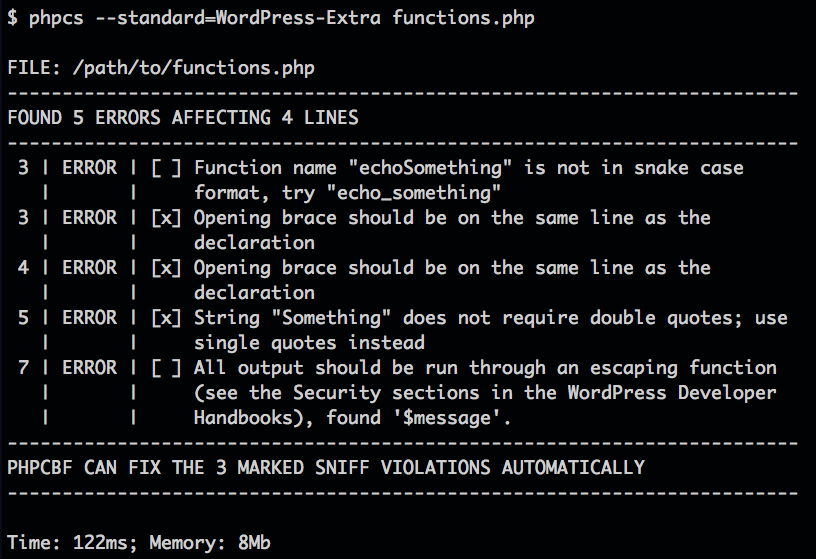 $ phpcs --standard=WordPress-Extra functions.php
FILE: /path/to/functions.php
--------------------------------------------------------------------------
FOUND 5 ERRORS AFFECTING 4 LINES
--------------------------------------------------------------------------
 3 | ERROR | [ ] Function name "echoSomething" is not in snake case
   |       |     format, try "echo_something"
 3 | ERROR | [x] Opening brace should be on the same line as the
   |       |     declaration
 4 | ERROR | [x] Opening brace should be on the same line as the
   |       |     declaration
 5 | ERROR | [x] String "Something" does not require double quotes; use
   |       |     single quotes instead
 7 | ERROR | [ ] All output should be run through an escaping function
   |       |     (see the Security sections in the WordPress Developer
   |       |     Handbooks), found '$message'.
--------------------------------------------------------------------------
PHPCBF CAN FIX THE 3 MARKED SNIFF VIOLATIONS AUTOMATICALLY
--------------------------------------------------------------------------
Time: 122ms; Memory: 8Mb